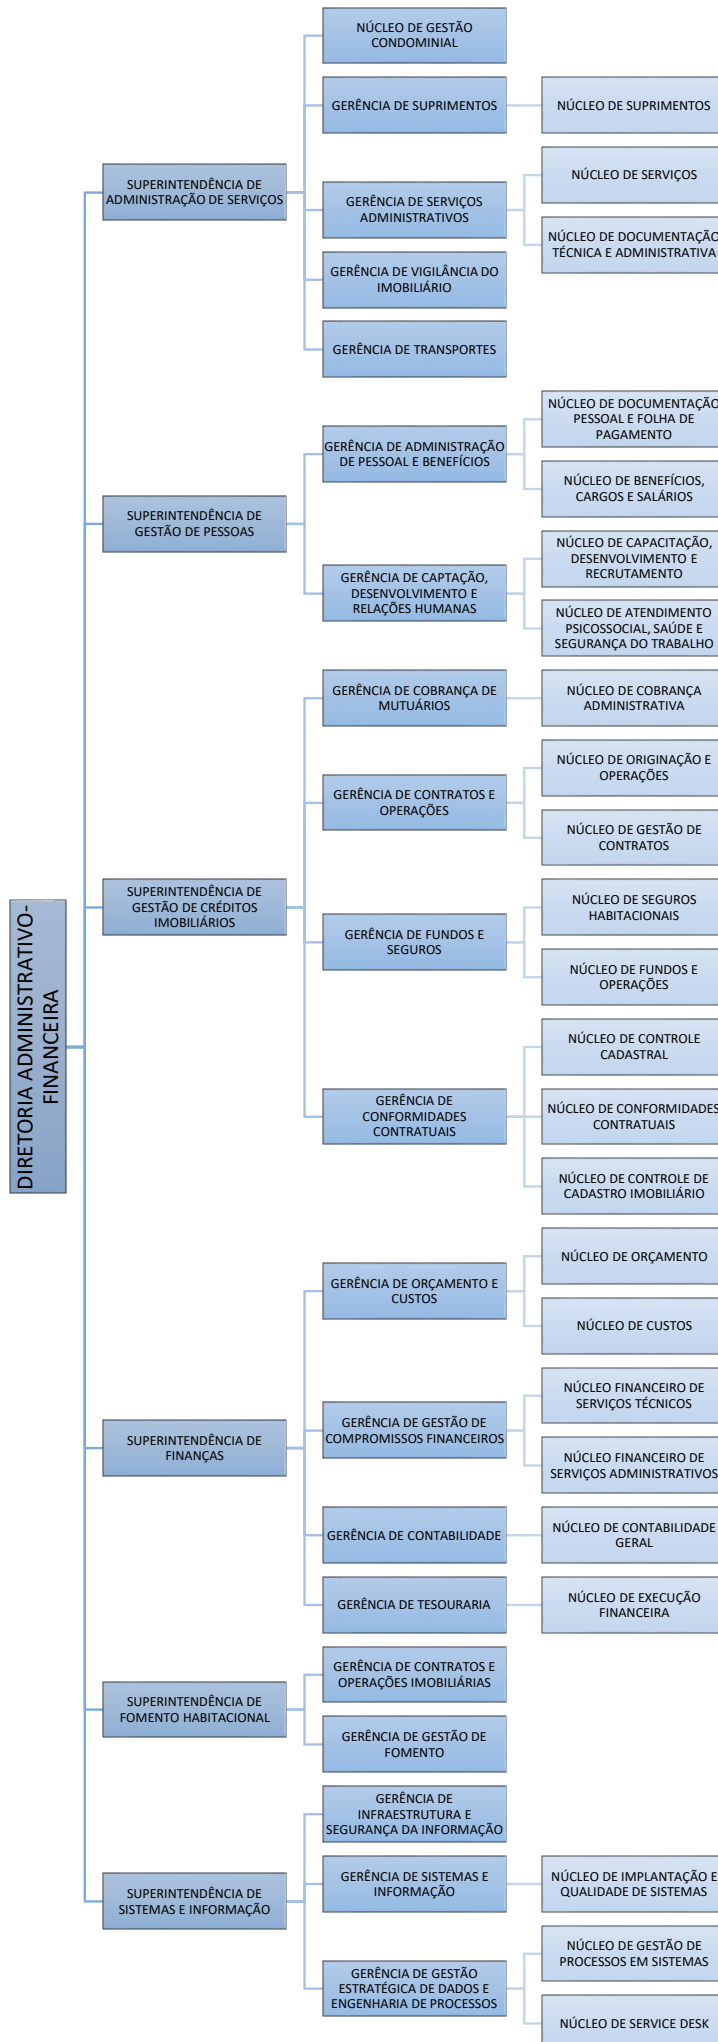 DIRETORIA ADMINISTRATIVO-
FINANCEIRA
SUPERINTENDÊNCIA DE
ADMINISTRAÇÃO DE SERVIÇOS
NÚCLEO DE GESTÃO
CONDOMINIAL
GERÊNCIA DE SUPRIMENTOS
NÚCLEO DE SUPRIMENTOS
GERÊNCIA DE SERVIÇOS
ADMINISTRATIVOS
NÚCLEO DE SERVIÇOS
NÚCLEO DE DOCUMENTAÇÃO
TÉCNICA E ADMINISTRATIVA
GERÊNCIA DE VIGILÂNCIA DO
IMOBILIÁRIO
GERÊNCIA DE TRANSPORTES
SUPERINTENDÊNCIA DE
GESTÃO DE PESSOAS
GERÊNCIA DE ADMINISTRAÇÃO
DE PESSOAL E BENEFÍCIOS
NÚCLEO DE DOCUMENTAÇÃO
PESSOAL E FOLHA DE
PAGAMENTO
NÚCLEO DE BENEFÍCIOS,
CARGOS E SALÁRIOS
GERÊNCIA DE CAPTAÇÃO,
DESENVOLVIMENTO E
RELAÇÕES HUMANAS
NÚCLEO DE CAPACITAÇÃO,
DESENVOLVIMENTO E
RECRUTAMENTO
NÚCLEO DE ATENDIMENTO
PSICOSSOCIAL, SAÚDE E
SEGURANÇA DO TRABALHO
SUPERINTENDÊNCIA DE
GESTÃO DE CRÉDITOS
IMOBILIÁRIOS
GERÊNCIA DE COBRANÇA DE
MUTUÁRIOS
NÚCLEO DE COBRANÇA
ADMINISTRATIVA
GERÊNCIA DE CONTRATOS E
OPERAÇÕES
NÚCLEO DE ORIGINAÇÃO E
OPERAÇÕES
NÚCLEO DE GESTÃO DE
CONTRATOS
GERÊNCIA DE FUNDOS E
SEGUROS
NÚCLEO DE SEGUROS
HABITACIONAIS
NÚCLEO DE FUNDOS E
OPERAÇÕES
GERÊNCIA DE
CONFORMIDADES
CONTRATUAIS
NÚCLEO DE CONTROLE
CADASTRAL
NÚCLEO DE CONFORMIDADES
CONTRATUAIS
NÚCLEO DE CONTROLE DE
CADASTRO IMOBILIÁRIO
SUPERINTENDÊNCIA DE
FINANÇAS
GERÊNCIA DE ORÇAMENTO E
CUSTOS
NÚCLEO DE ORÇAMENTO
NÚCLEO DE CUSTOS
GERÊNCIA DE GESTÃO DE
COMPROMISSOS FINANCEIROS
NÚCLEO FINANCEIRO DE
SERVIÇOS TÉCNICOS
NÚCLEO FINANCEIRO DE
SERVIÇOS ADMINISTRATIVOS
GERÊNCIA DE CONTABILIDADE
NÚCLEO DE CONTABILIDADE
GERAL
GERÊNCIA DE TESOURARIA
NÚCLEO DE EXECUÇÃO
FINANCEIRA
SUPERINTENDÊNCIA DE
FOMENTO HABITACIONAL
GERÊNCIA DE CONTRATOS E
OPERAÇÕES IMOBILIÁRIAS
GERÊNCIA DE GESTÃO DE
FOMENTO
SUPERINTENDÊNCIA DE
SISTEMAS E INFORMAÇÃO
GERÊNCIA DE
INFRAESTRUTURA E
SEGURANÇA DA INFORMAÇÃO
GERÊNCIA DE SISTEMAS E
INFORMAÇÃO
NÚCLEO DE IMPLANTAÇÃO E
QUALIDADE DE SISTEMAS
GERÊNCIA DE GESTÃO
ESTRATÉGICA DE DADOS E
ENGENHARIA DE PROCESSOS
NÚCLEO DE GESTÃO DE
PROCESSOS EM SISTEMAS
NÚCLEO DE SERVICE DESK